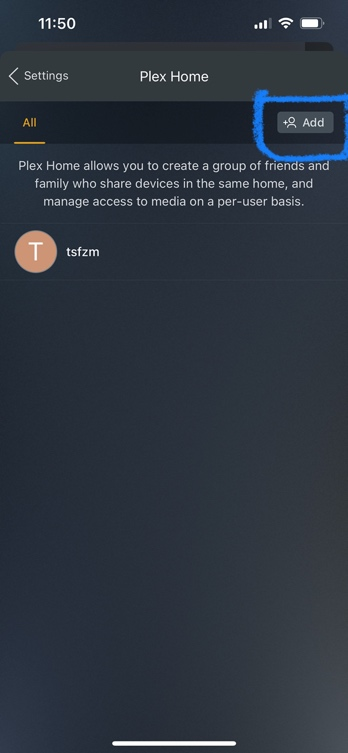 11:50
Settings
Plex Home
All
Add
Plex Home allows you to create a group of friends and
family who share devices in the same home, and
manage access to media on a per-user basis.
T
tsfzm